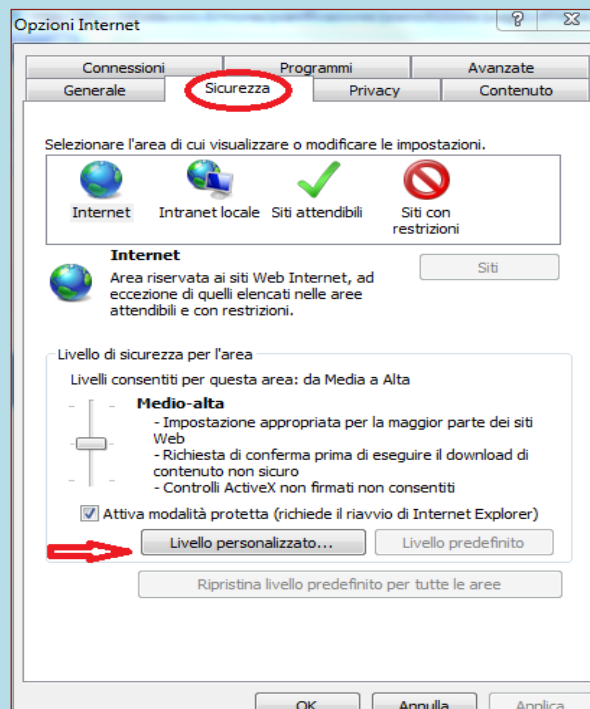 Opzioni Internet
Connessioni Programmi Avanzate
Generale Sicurezza Privacy Contenuto
Selezionare l'area di cui visualizzare o modificare le impostazioni.
Internet Intranet locale Siti attendibili Siti con
restrizioni
Internet
Siti
Area riservata ai siti Web Internet, ad
eccezione di quelli elencati nelle aree
attendibili e con restrizioni.
Livello di sicurezza per l'area
Livelli consentiti per questa area: da Media a Alta
Medio-alta
- Impostazione appropriata per la maggior parte dei siti
Web
- Richiesta di conferma prima di eseguire il download di
contenuto non sicuro
- Controlli ActiveX non firmati non consentiti
Attiva modalità protetta (richiede il riavvio di Internet Explorer)
Livello personalizzato... Livello predefinito
Ripristina livello predefinito per tutte le aree
OK Annulla Applica